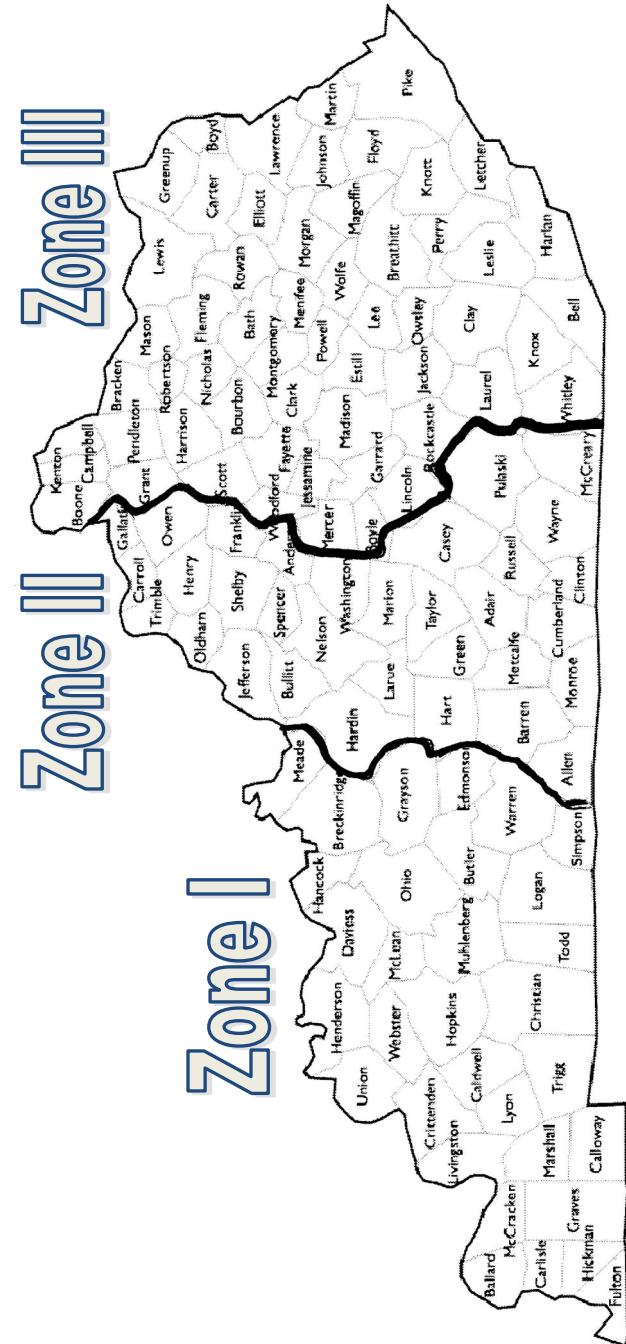 Zone I
Zone II
Zone III
Fulton
Hickman
Carlisle
Ballard
McCracken
Graves
Calloway
Marshall
Livingston
Crittenden
Lyon
Caldwell
Trigg
Union
Webster
Henderson
Hopkins
Christian
Todd
Muhlenberg
McLean
Daviess
Hancock
Ohio
Butler
Logan
Simpson
Warren
Edmonson
Grayson
Breckinridge
Meade
Hardin
Hart
Larue
Barren
Allen
Monroe
Metcalfe
Green
Taylor
Adair
Cumberland
Clinton
Russell
Wayne
Casey
Marion
Washington
Nelson
Bullitt
Jefferson
Spencer
Shelby
Oldham
Henry
Trimble
Carroll
Owen
Gallati
Frankli
Ander
McCreary
Pulaski
Rockcastle
Lincoln
Boyle
Mercer
Woodford
Scott
Grant
Boone
Kenton
Campbell
Pendleton
Bracken
Harrison
Robertson
Mason
Nicholas
Fleming
Bourbon
Fayette
Jessamine
Clark
Montgomery
Bath
Rowan
Lewis
Greenup
Carter
Boyd
Elliott
Lawrence
Morgan
Menifee
Powell
Wolfe
Magoffin
Johnson
Martin
Floyd
Pike
Estill
Madison
Garrard
Lee
Breathitt
Owsley
Jackson
Perry
Knott
Letcher
Leslie
Clay
Laurel
Knox
Whitley
Bell
Harlan